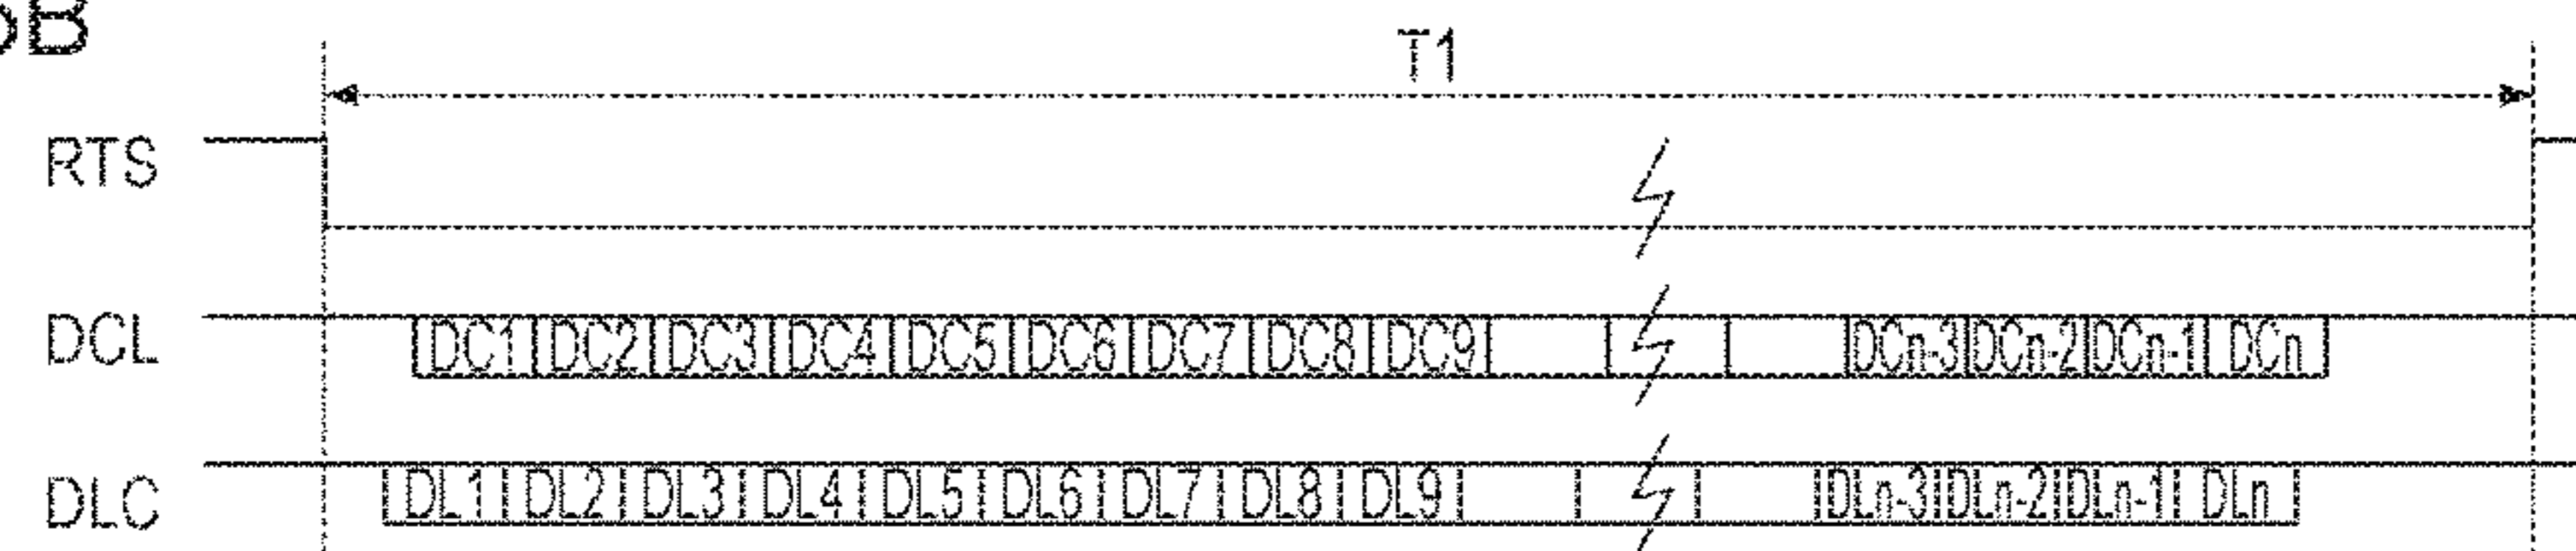 B
T1
RTS
DCL DC1 DC2 DC3 DC4 DC5 DC6 DC7 DC8 DC9 DCn-3 DCn-2 DCn-1 DCn
DLC DL1 DL2 DL3 DL4 DL5 DL6 DL7 DL8 DL9 DLn-3 DLn-2 DLn-1 DLn